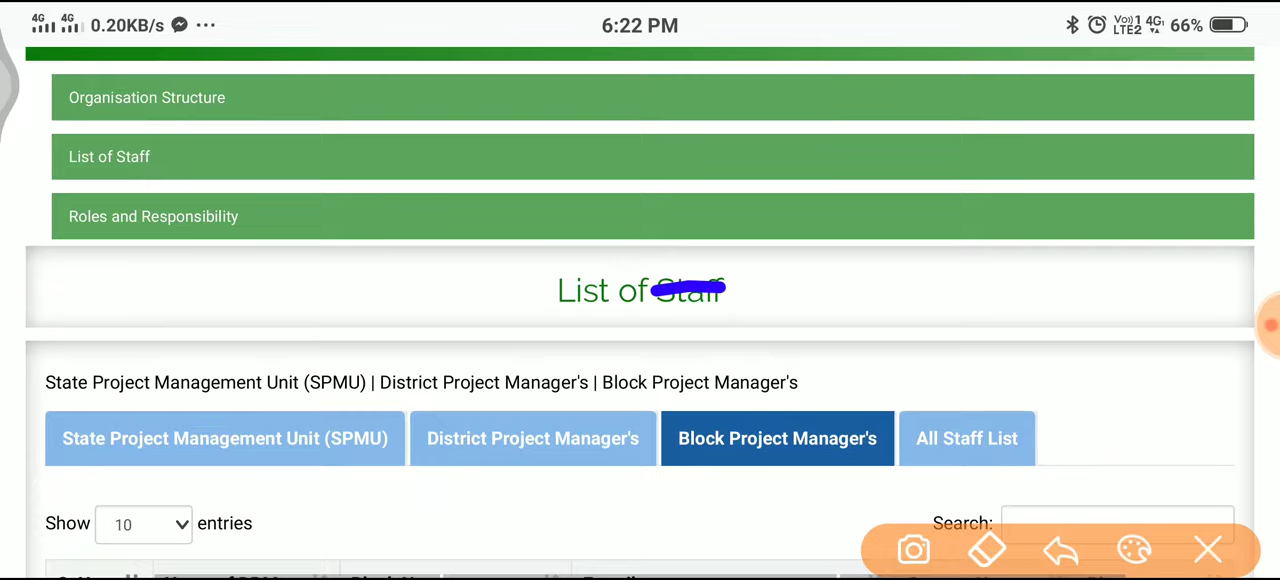 4G 4G 0.20KB/s ... 6:22 PM Vo))1 LTE2 4G 66%
Organisation Structure
List of Staff
Roles and Responsibility
List of Staff
State Project Management Unit (SPMU) | District Project Manager's | Block Project Manager's
State Project Management Unit (SPMU) District Project Manager's Block Project Manager's All Staff List
Show 10 entries Search: